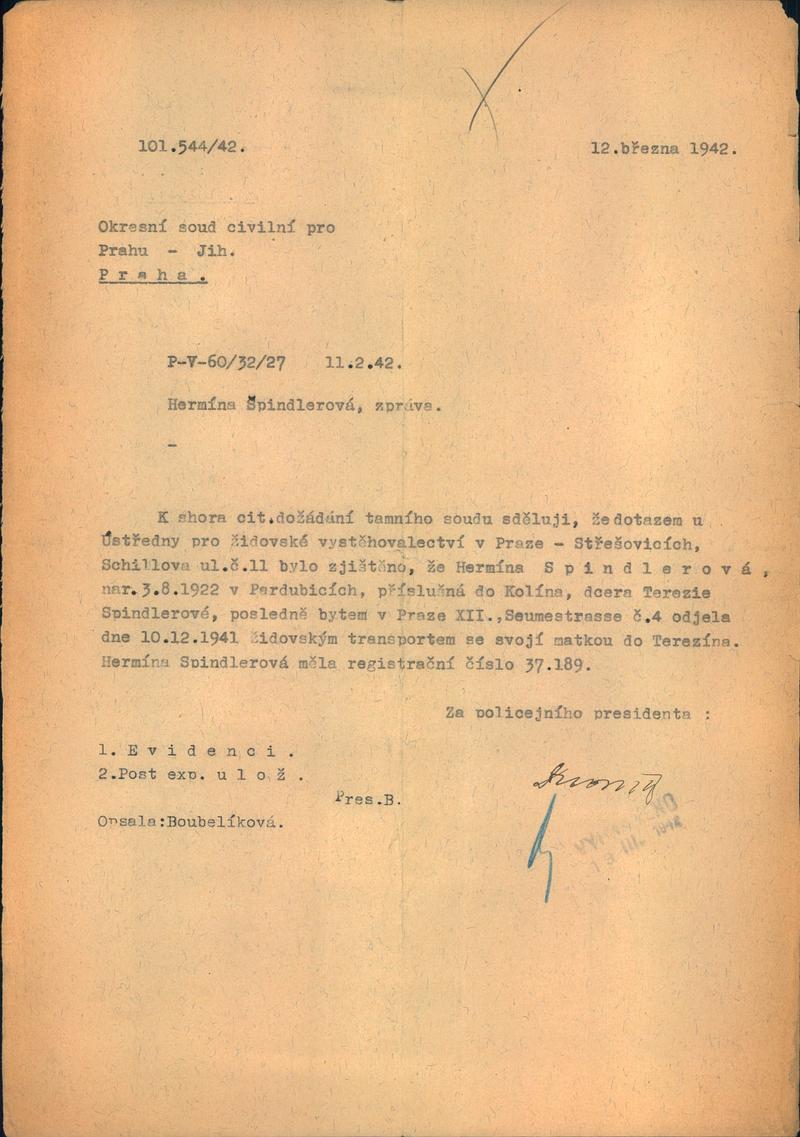 101.544/42.
12.března 1942.
Okresní soud civilní pro
Prahu - Jih.
P r a h a .
P-V-60/32/27 11.2.42.
Hermína Špindlerová, zpráva.
-
K shora cit.dožádání tamního soudu sděluji, žedotazem u
Ústředny pro židovské vystěhovalectví v Praze - Střešovicích,
Schillova ul.č.11 bylo zjištěno, že Hermína S p i n d l e r o v á ,
nar.3.8.1922 v Pardubicích, příslušná do Kolína, dcera Terezie
Spindlerové, posledně bytem v Praze XII.,Seumestrasse č.4 odjela
dne 10.12.1941 židovským transportem se svojí matkou do Terezína.
Hermína Spindlerová měla registrační číslo 37.189.
Za policejního presidenta :
1. E v i d e n c i .
2.Post exp. u l o ž .
Pres.B.
Opsala:Boubelíková.